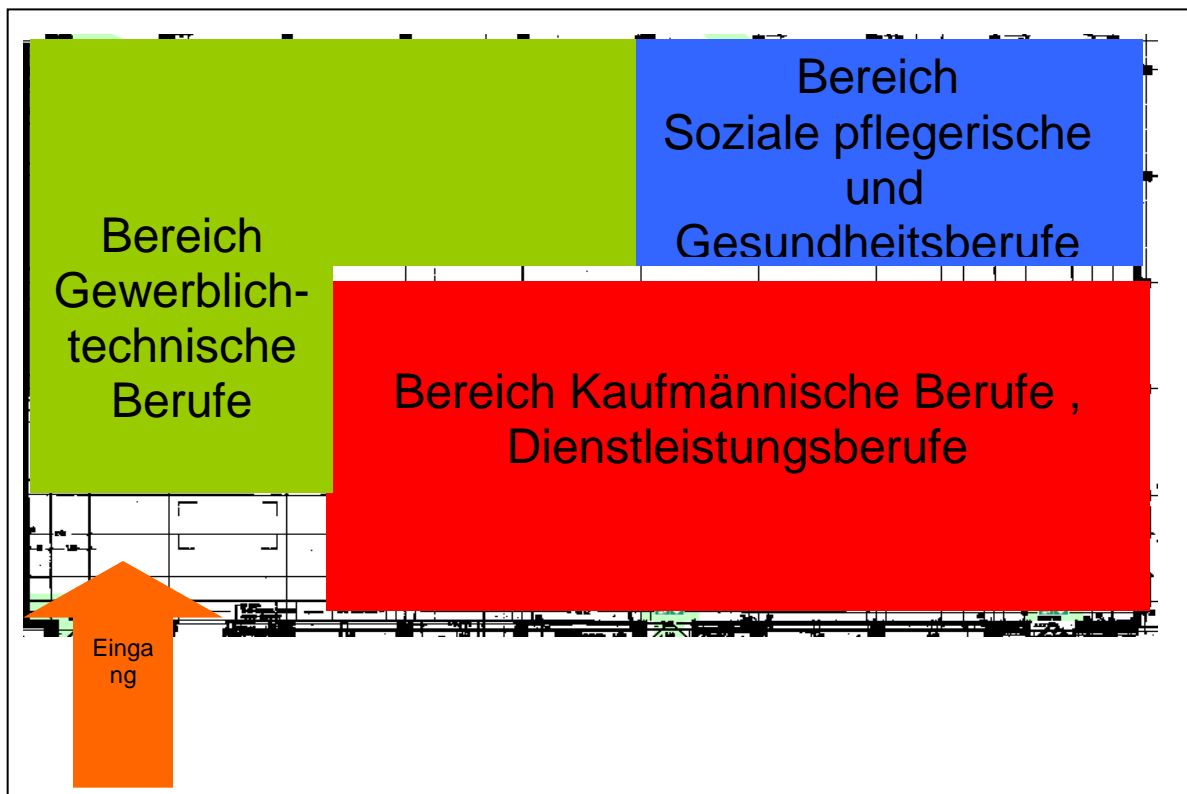 Bereich
Soziale pflegerische
und
Gesundheitsberufe
Bereich
Gewerblich-
technische
Berufe
Bereich Kaufmännische Berufe ,
Dienstleistungsberufe
Einga
ng